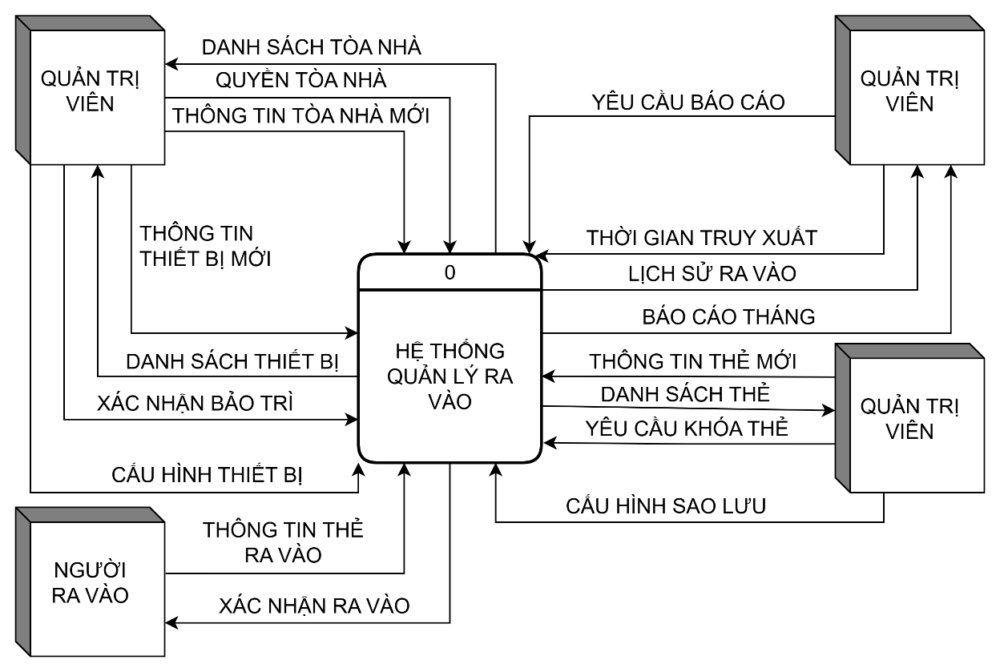 DANH SÁCH TÒA NHÀ
QUẢN TRỊ
VIÊN
QUYỀN TÒA NHÀ
THÔNG TIN TÒA NHÀ MỚI
YÊU CẦU BÁO CÁO
QUẢN TRỊ
VIÊN
THÔNG TIN
THIẾT BỊ MỚI
THỜI GIAN TRUY XUẤT
0
LỊCH SỬ RA VÀO
BÁO CÁO THÁNG
HỆ THỐNG
QUẢN LÝ RA
VÀO
DANH SÁCH THIẾT BỊ
XÁC NHẬN BẢO TRÌ
CẤU HÌNH THIẾT BỊ
THÔNG TIN THẺ MỚI
DANH SÁCH THẺ
YÊU CẦU KHÓA THẺ
QUẢN TRỊ
VIÊN
CẤU HÌNH SAO LƯU
THÔNG TIN THẺ
RA VÀO
NGƯỜI
RA VÀO
XÁC NHẬN RA VÀO